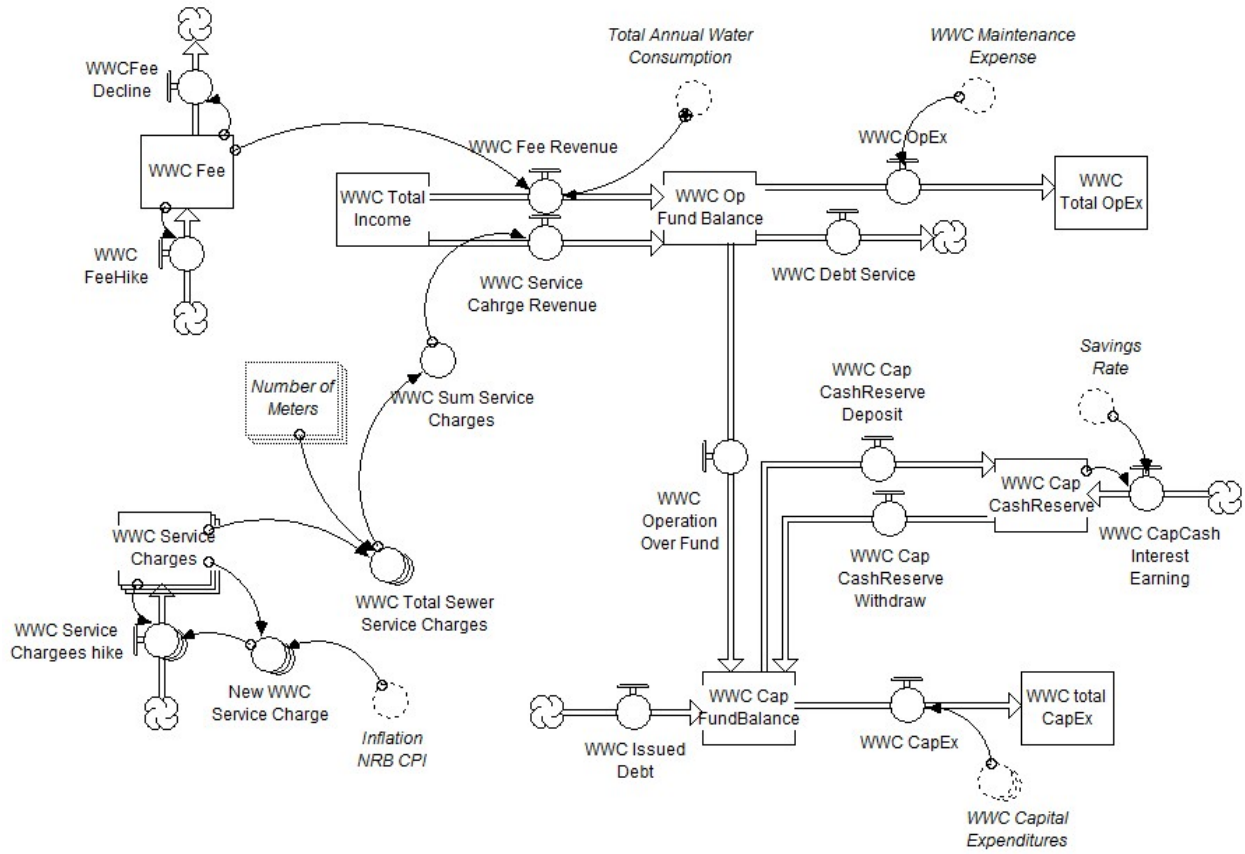 Total Annual Water
Consumption
WWC Maintenance
Expense
WWCFee
Decline
WWC Fee Revenue
WWC OpEx
WWC Fee
WWC Total
Income
WWC Op
Fund Balance
WWC
Total OpEx
WWC
FeeHike
WWC Service
Cahrge Revenue
WWC Debt Service
Number of
Meters
WWC Sum Service
Charges
WWC Cap
CashReserve
Deposit
Savings
Rate
WWC Cap
CashReserve
WWC
Operation
Over Fund
WWC Cap
CashReserve
Withdraw
WWC CapCash
Interest
Earning
WWC Service
Charges
WWC Total Sewer
Service Charges
WWC Service
Chargees hike
New WWC
Service Charge
Inflation
NRB CPI
WWC Cap
FundBalance
WWC total
CapEx
WWC Issued
Debt
WWC CapEx
WWC Capital
Expenditures